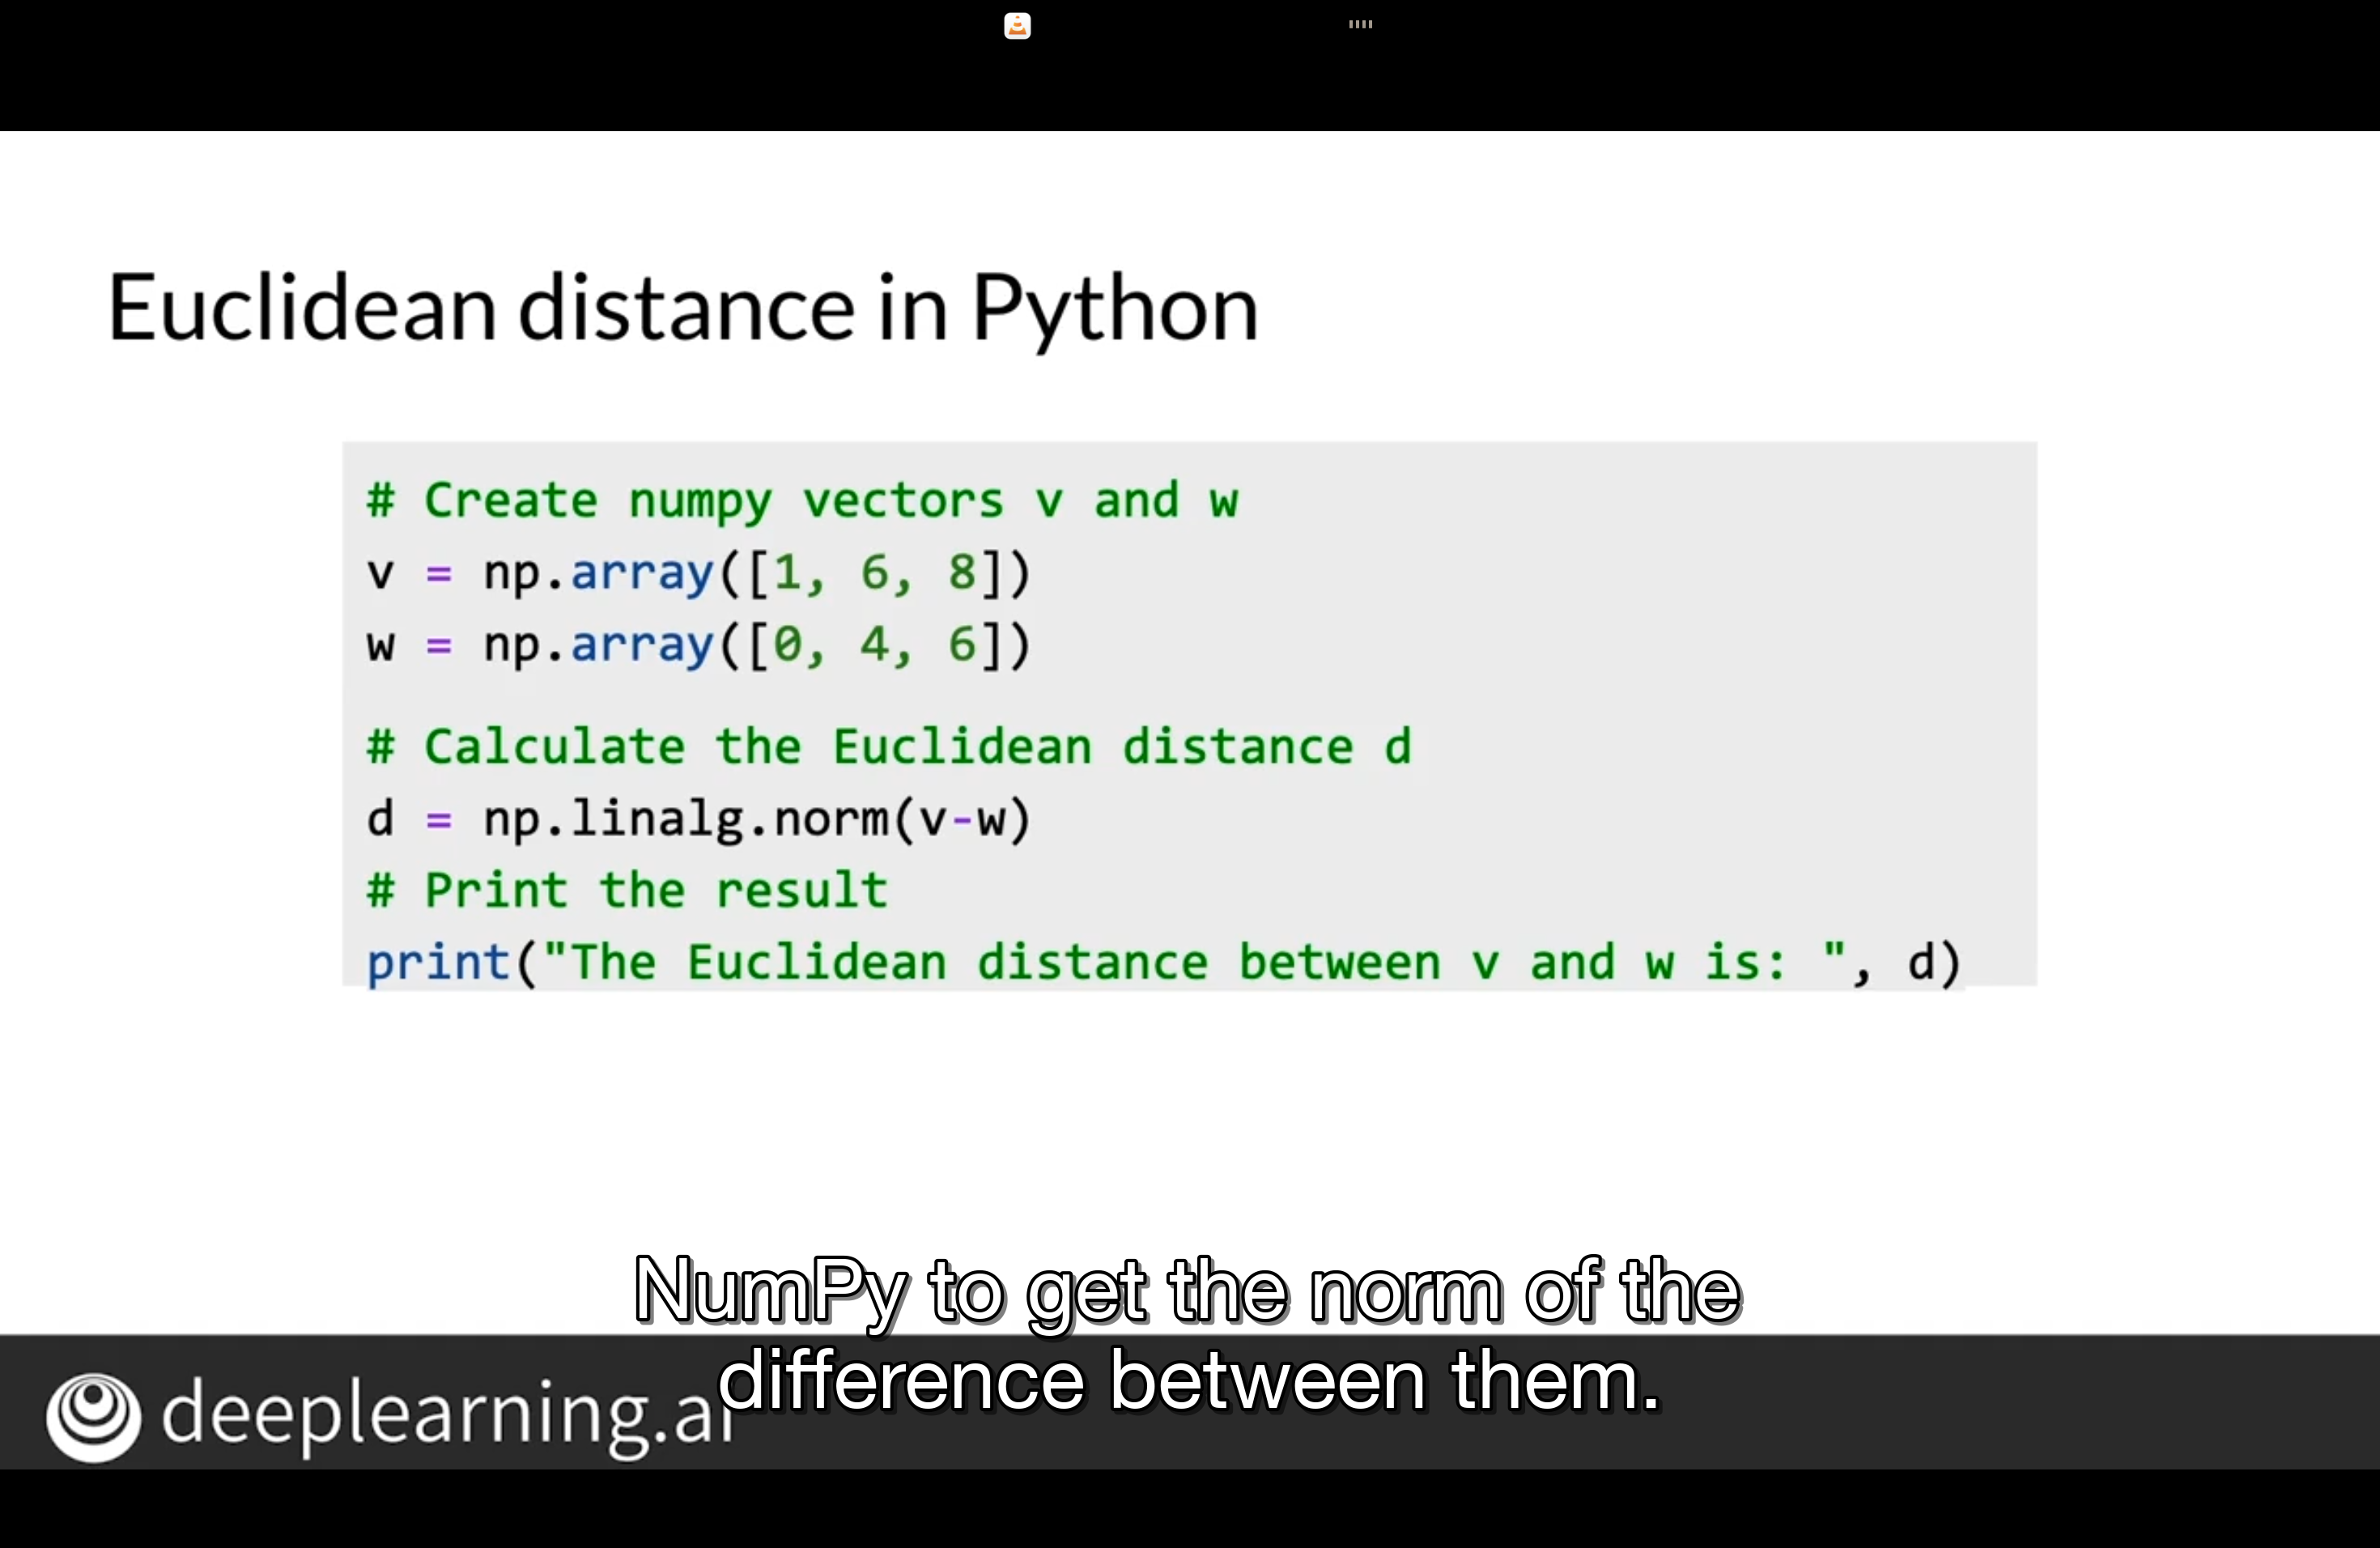 Euclidean distance in Python
# Create numpy vectors v and w
v = np.array([1, 6, 8])
w = np.array([0, 4, 6])
# Calculate the Euclidean distance d
d = np.linalg.norm(v-w)
# Print the result
print("The Euclidean distance between v and w is: ", d)
NumPy to get the norm of the
difference between them.
deeplearning.ai